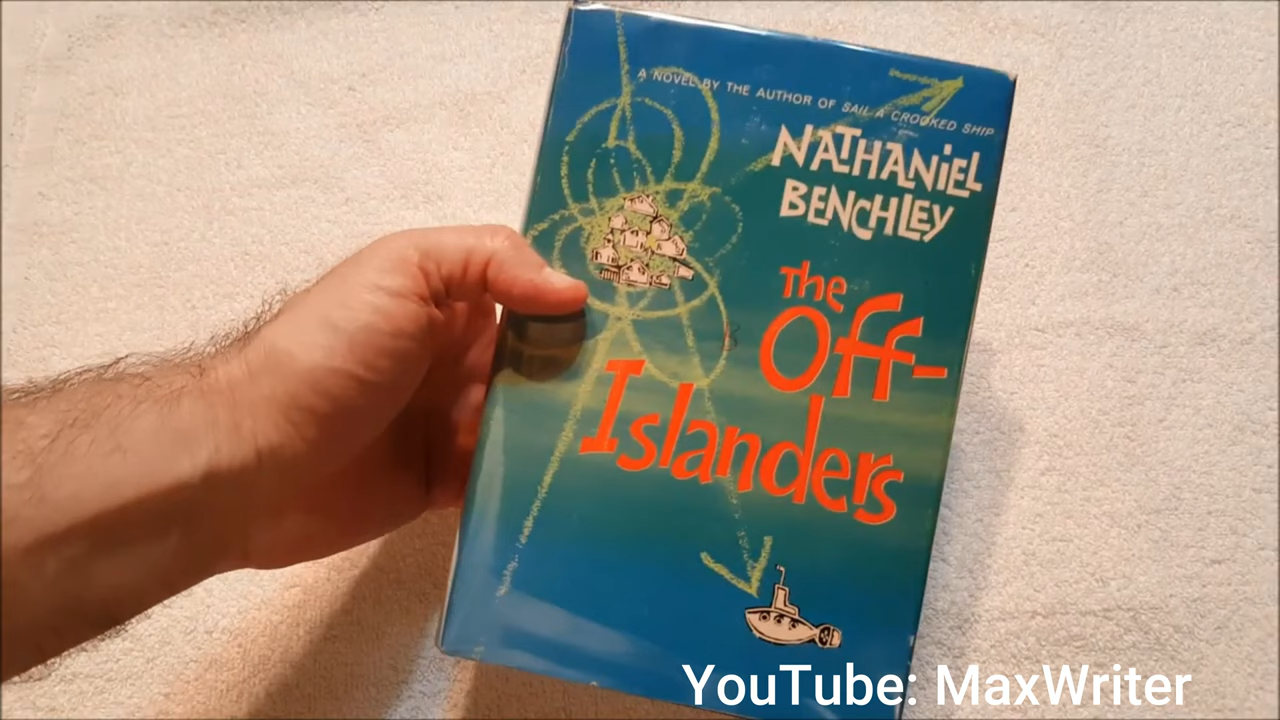 A NOVEL BY THE AUTHOR OF SAIL A CROOKED SHIP
NATHANiEL
BENCHLEY
The
Off-
Islanders
YouTube: MaxWriter